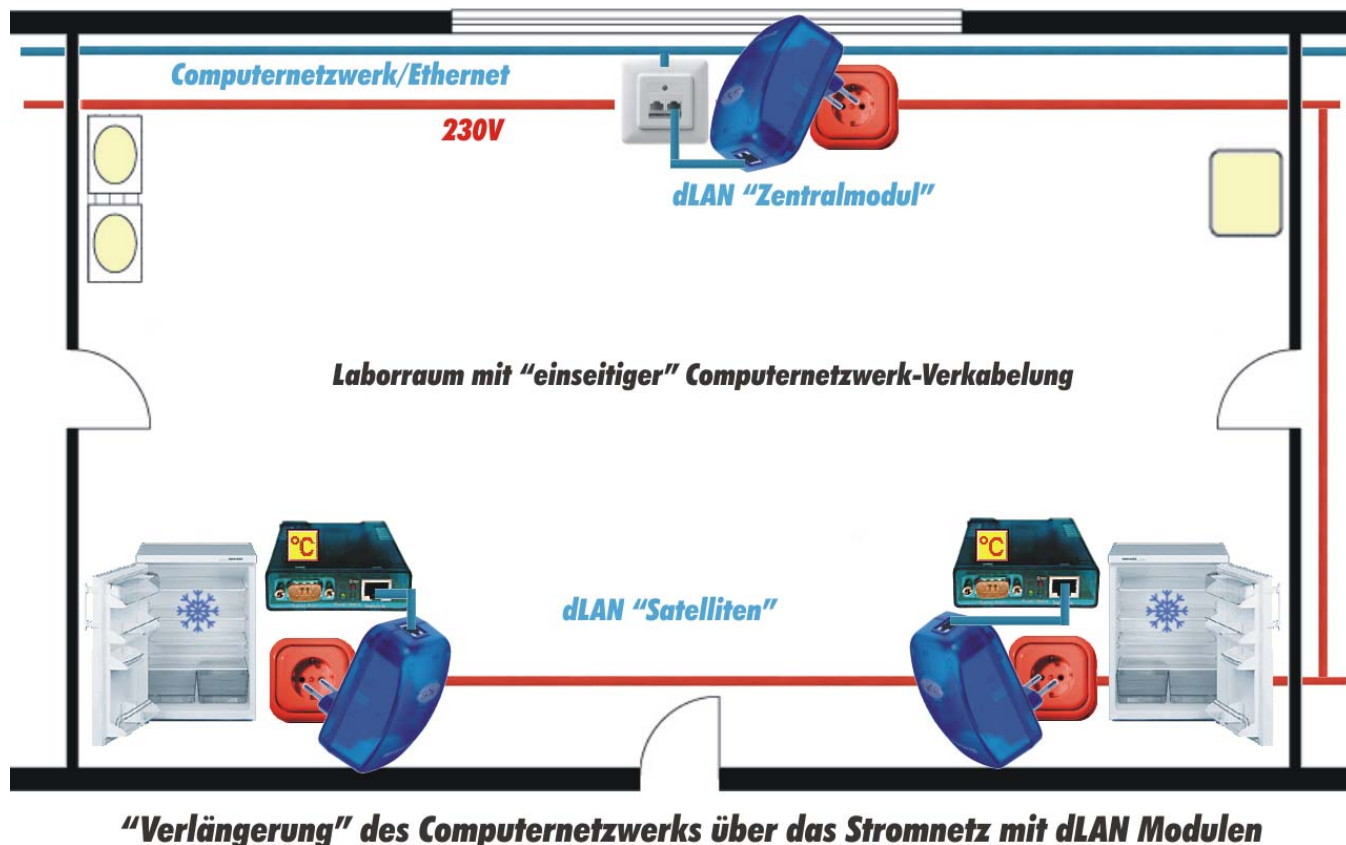 Computernetzwerk/Ethernet
230V
dLAN “Zentralmodul”
Laborraum mit “einseitiger” Computernetzwerk-Verkabelung
°C
°C
dLAN “Satelliten”
“Verlängerung” des Computernetzwerks über das Stromnetz mit dLAN Modulen